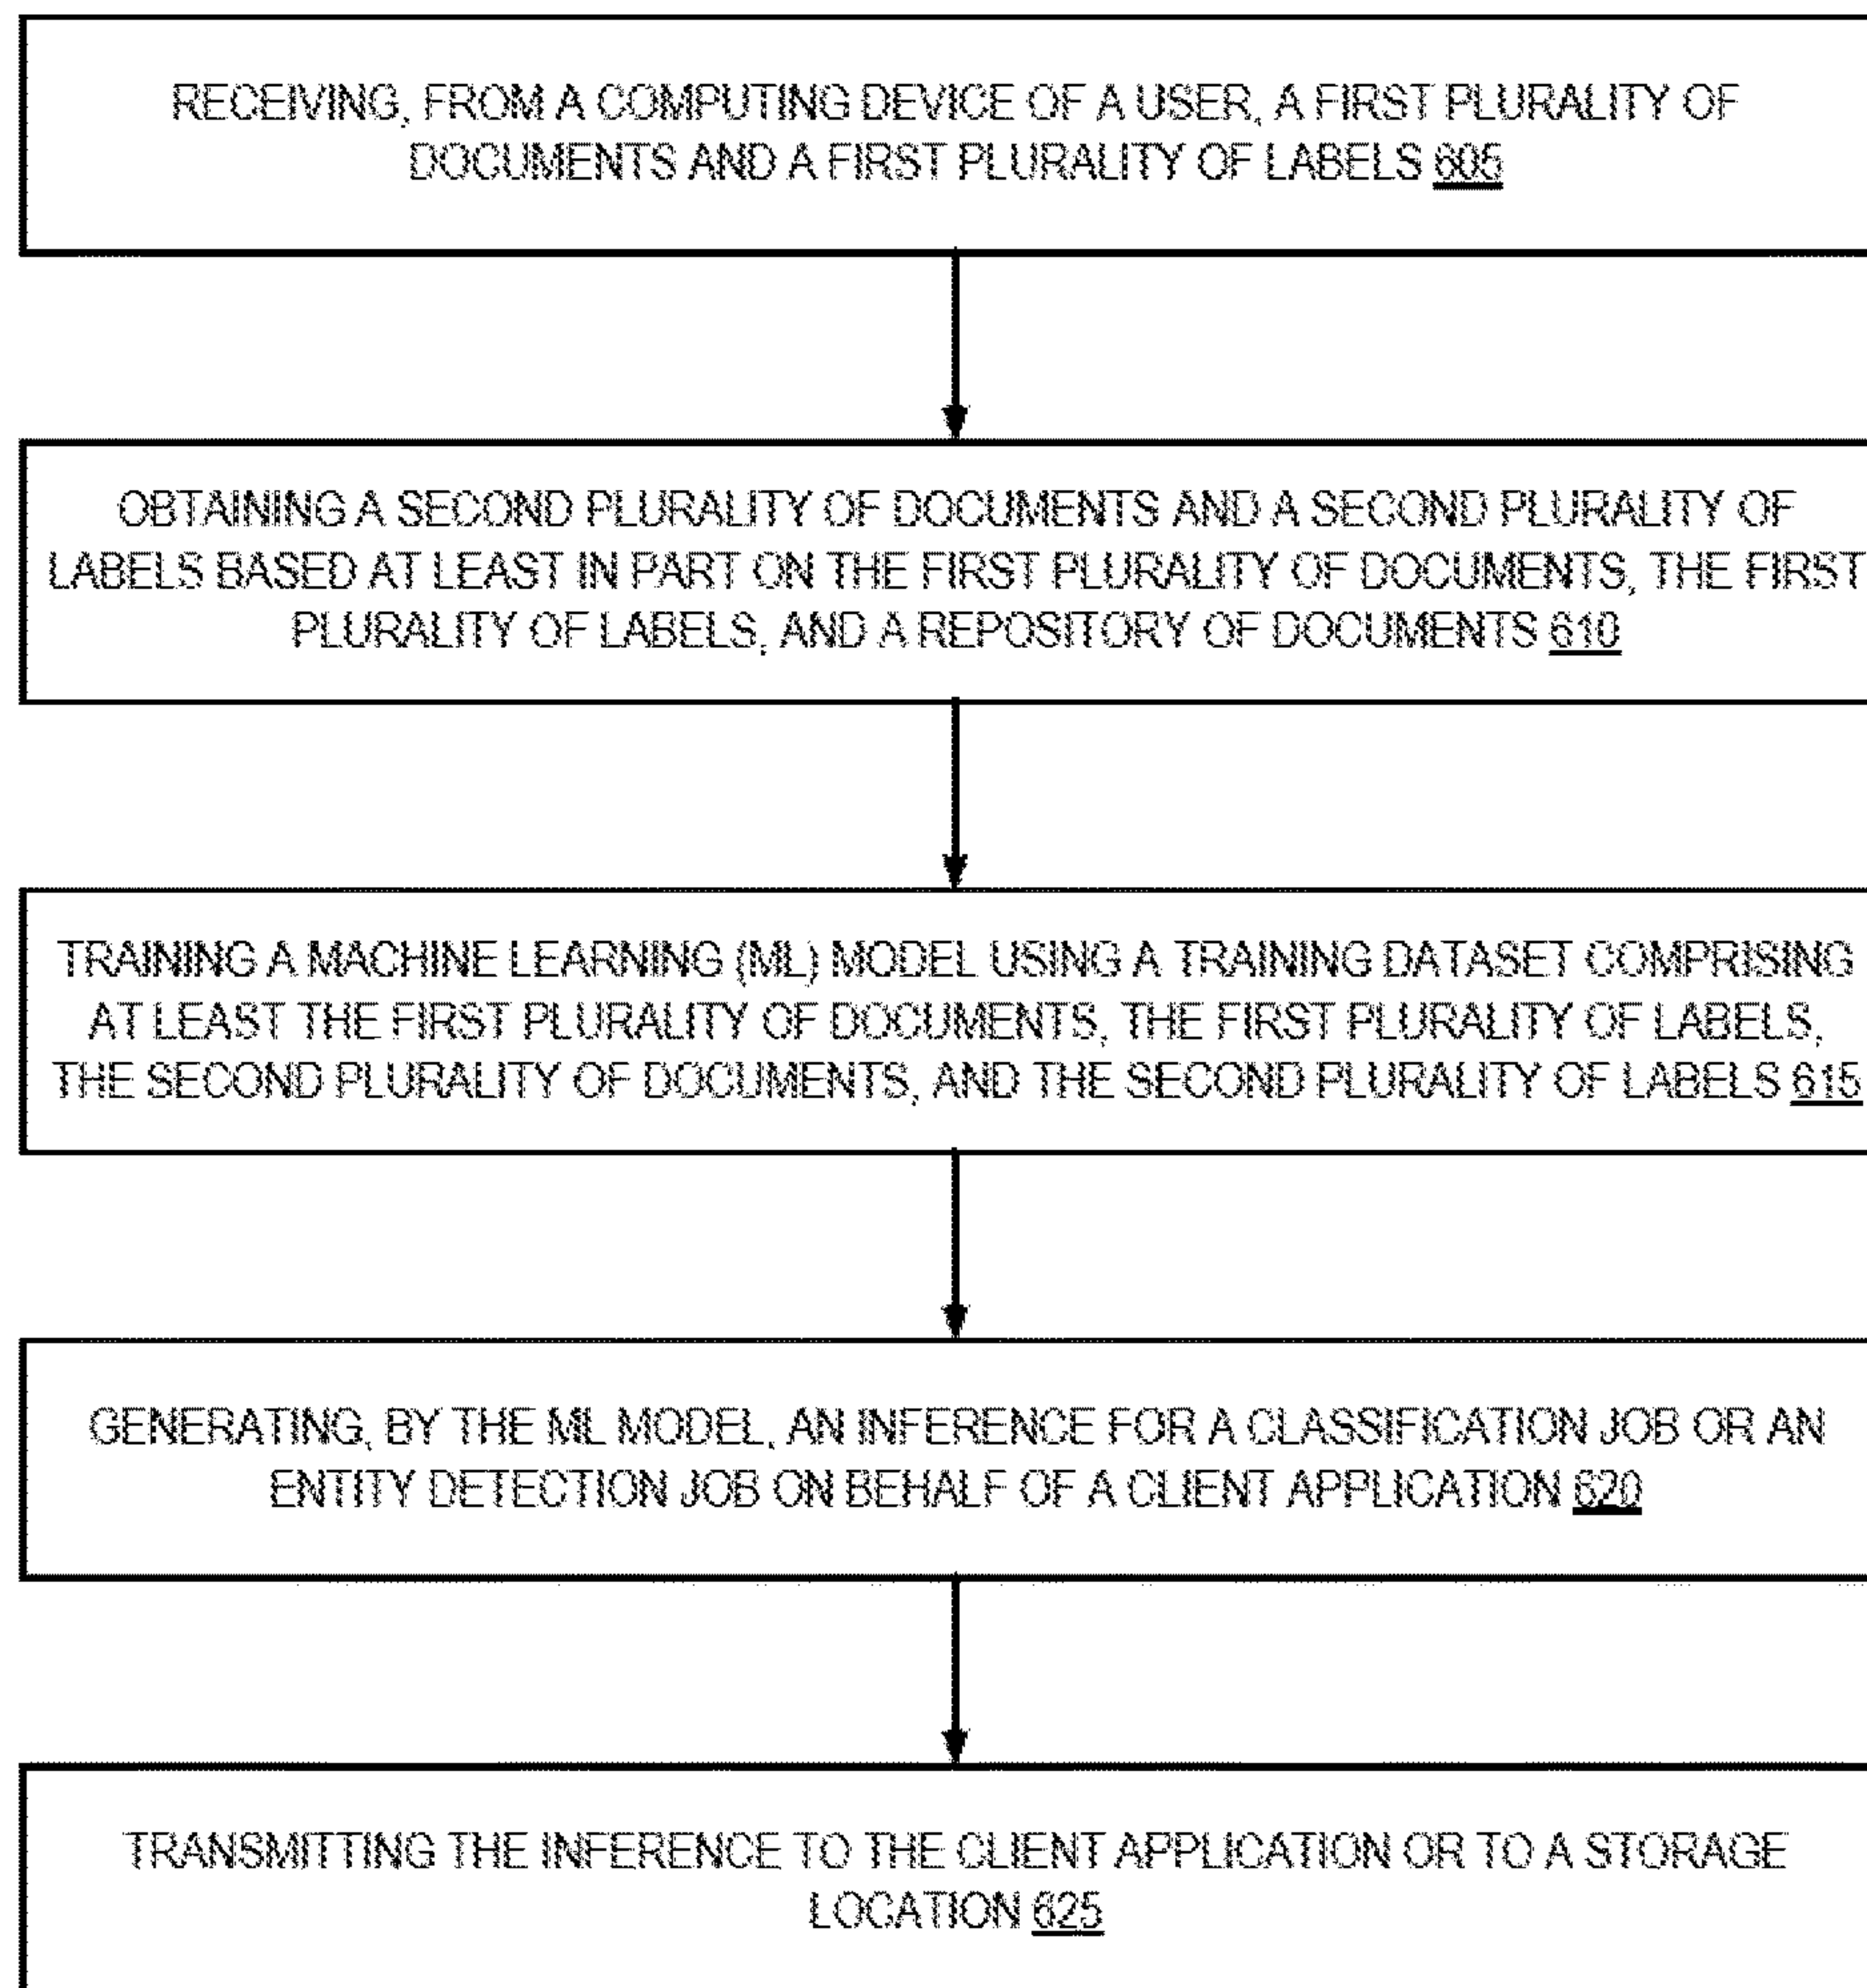 RECEIVING, FROM A COMPUTING DEVICE OF A USER, A FIRST PLURALITY OF
DOCUMENTS AND A FIRST PLURALITY OF LABELS 605
OBTAINING A SECOND PLURALITY OF DOCUMENTS AND A SECOND PLURALITY OF
LABELS BASED AT LEAST IN PART ON THE FIRST PLURALITY OF DOCUMENTS, THE FIRST
PLURALITY OF LABELS, AND A REPOSITORY OF DOCUMENTS 610
TRAINING A MACHINE LEARNING (ML) MODEL USING A TRAINING DATASET COMPRISING
AT LEAST THE FIRST PLURALITY OF DOCUMENTS, THE FIRST PLURALITY OF LABELS,
THE SECOND PLURALITY OF DOCUMENTS, AND THE SECOND PLURALITY OF LABELS 615
GENERATING, BY THE ML MODEL, AN INFERENCE FOR A CLASSIFICATION JOB OR AN
ENTITY DETECTION JOB ON BEHALF OF A CLIENT APPLICATION 620
TRANSMITTING THE INFERENCE TO THE CLIENT APPLICATION OR TO A STORAGE
LOCATION 625